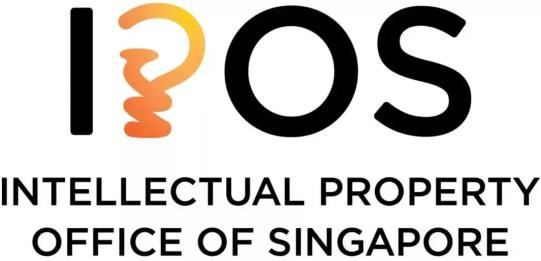 IPOS
INTELLECTUAL PROPERTY
OFFICE OF SINGAPORE